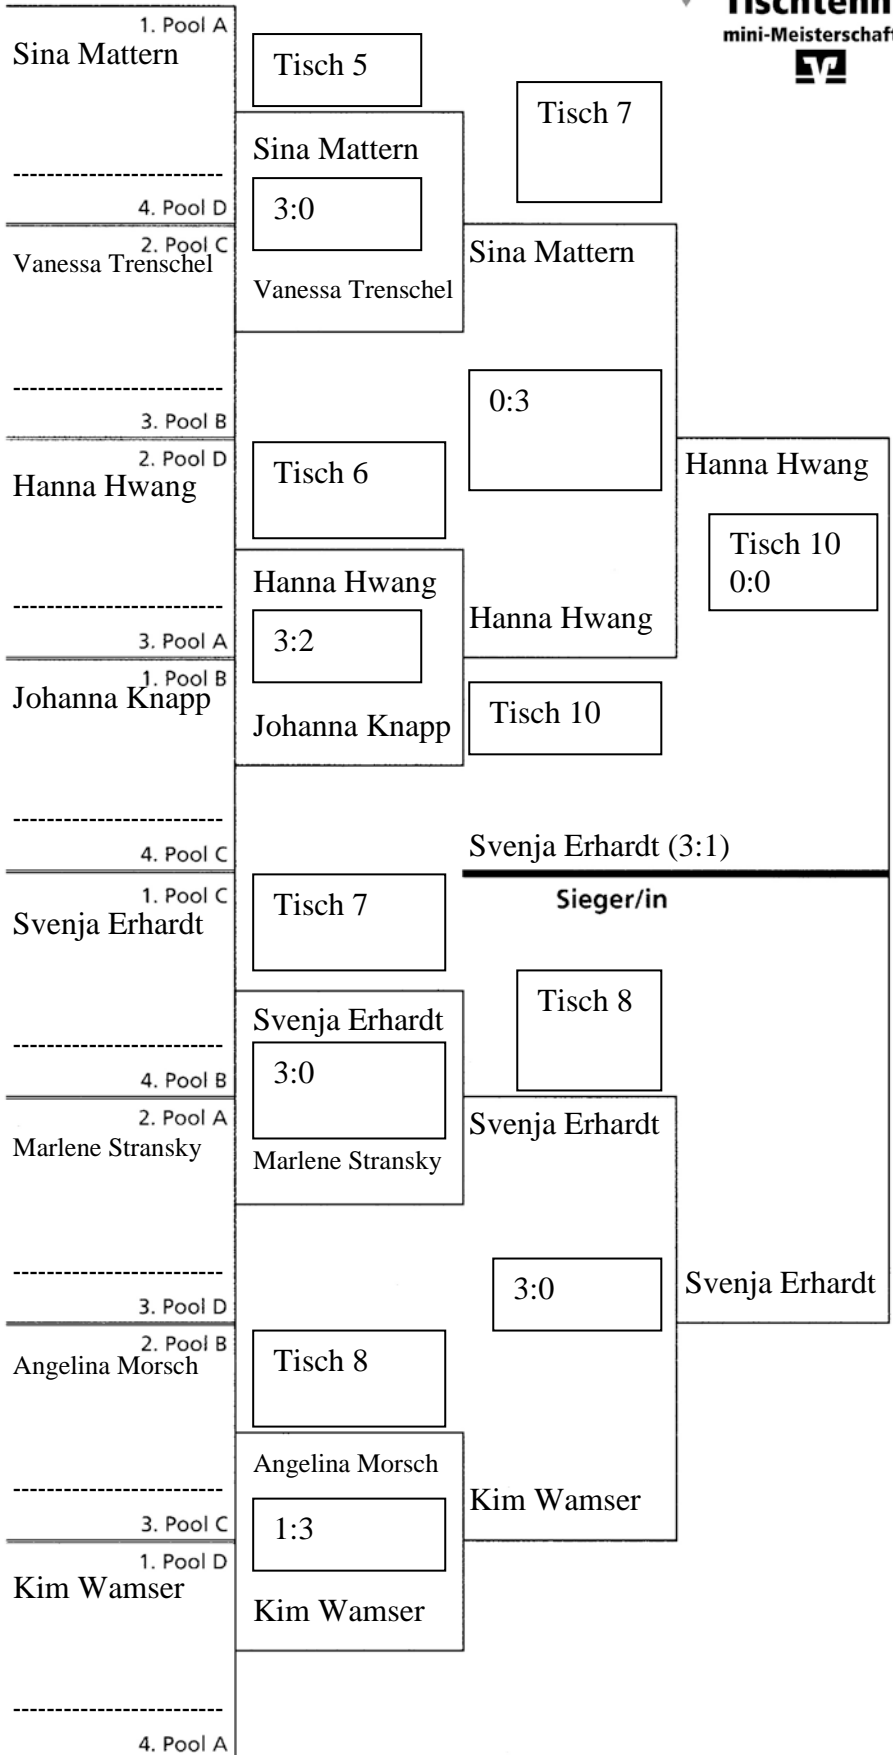 Tischtenn
mini-Meisterschaft
1. Pool A
Sina Mattern
4. Pool D
2. Pool C
Vanessa Trenschel
3. Pool B
2. Pool D
Hanna Hwang
3. Pool A
1. Pool B
Johanna Knapp
4. Pool C
1. Pool C
Svenja Erhardt
4. Pool B
2. Pool A
Marlene Stransky
3. Pool D
2. Pool B
Angelina Morsch
3. Pool C
1. Pool D
Kim Wamser
4. Pool A
Tisch 5
Sina Mattern
3:0
Vanessa Trenschel
Tisch 6
Hanna Hwang
3:2
Johanna Knapp
Tisch 7
Svenja Erhardt
3:0
Marlene Stransky
Tisch 8
Angelina Morsch
1:3
Kim Wamser
Tisch 7
Sina Mattern
0:3
Hanna Hwang
Tisch 10
Svenja Erhardt (3:1)
Sieger/in
Tisch 8
Svenja Erhardt
3:0
Kim Wamser
Hanna Hwang
Tisch 10
0:0
Svenja Erhardt